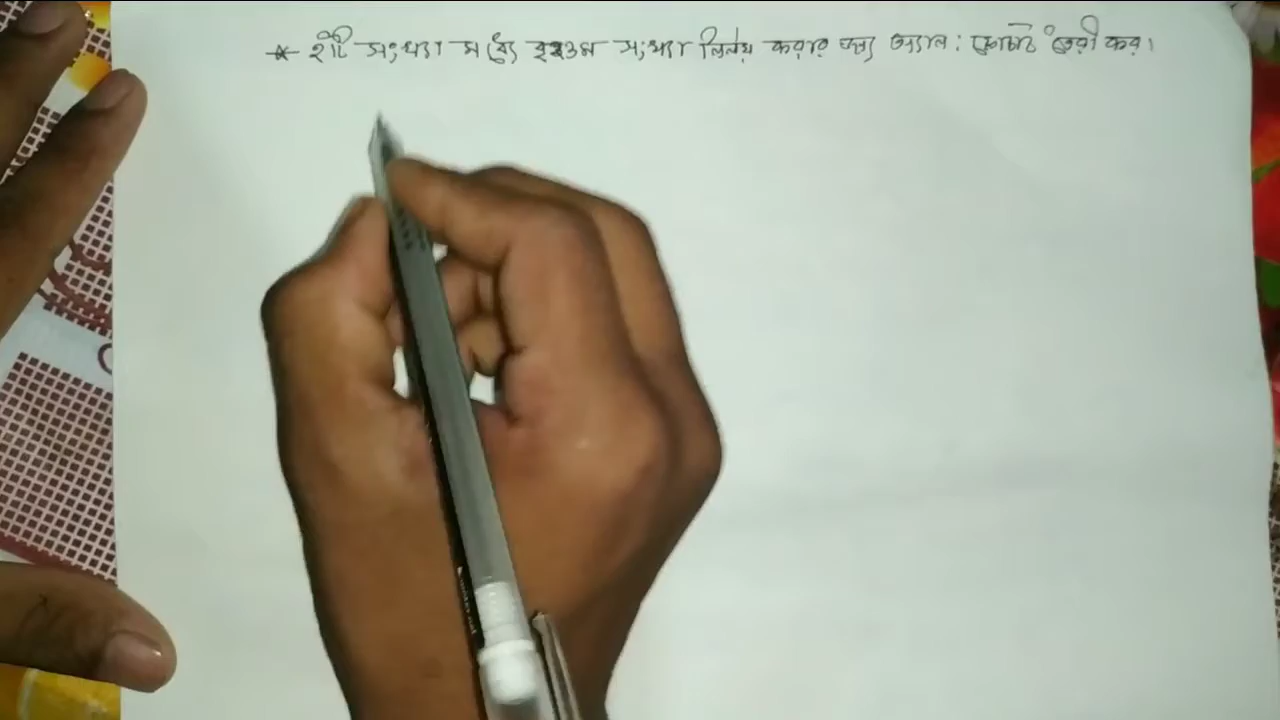 * ২টি সংখ্যা মধ্যে বৃহত্তম সংখ্যা নির্ণয় করার জন্য অ্যাল: ফ্লোচার্ট তৈরী কর।